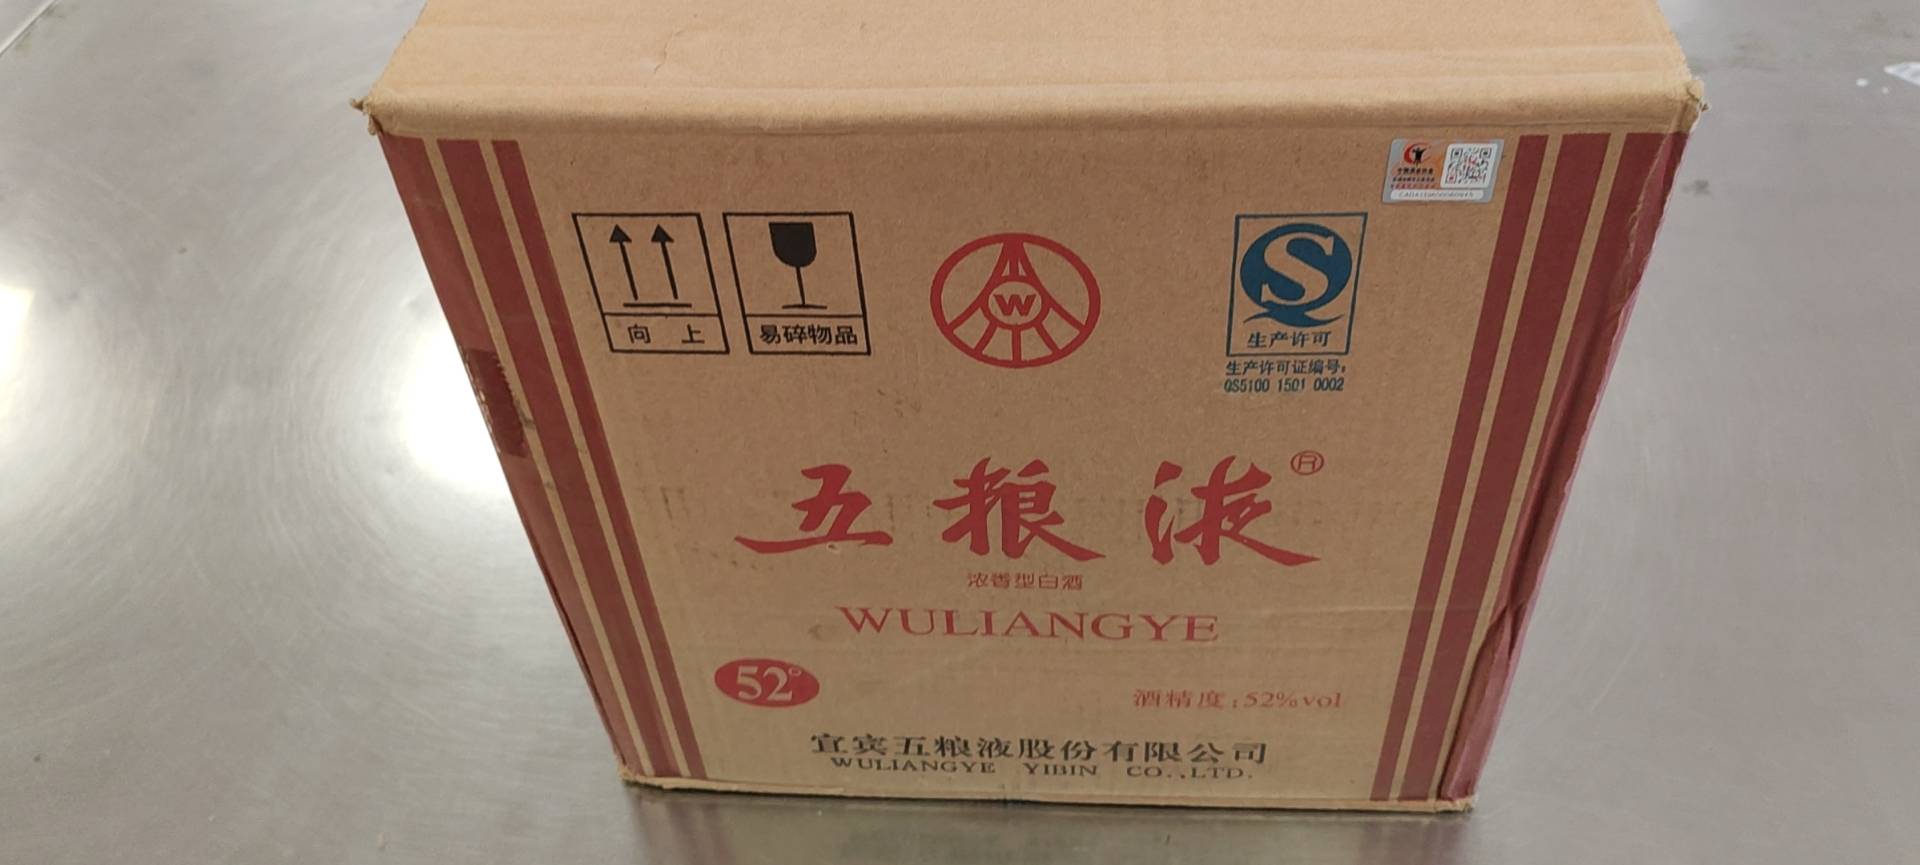 向 上
易碎物品
W
S
生产许可
生产许可证编号:
QS5100 1501 0002
五粮液®
浓香型白酒
WULIANGYE
52°
酒精度:52%vol
宜宾五粮液股份有限公司
WULIANGYE YIBIN CO.,LTD.